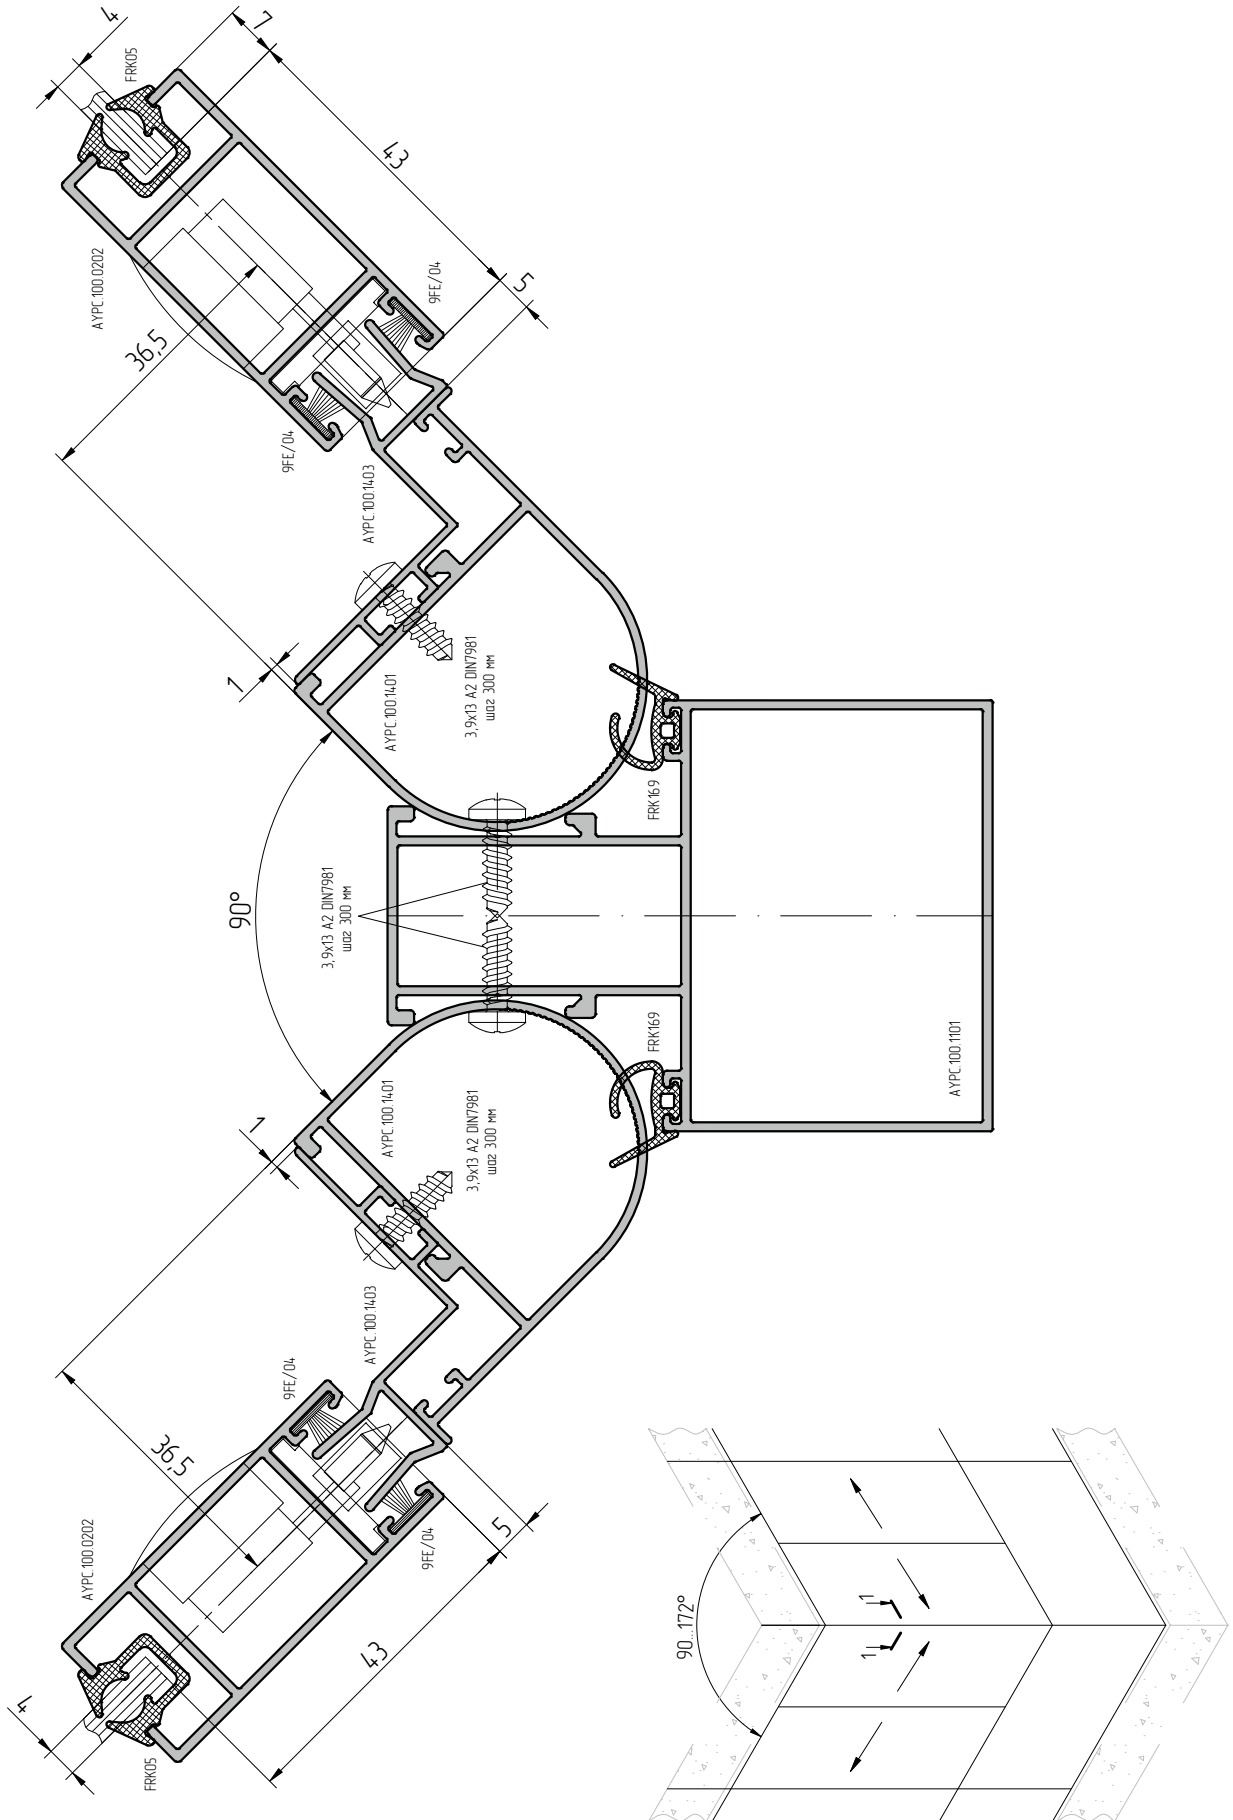 4
FRK05
7
43
AYPC.100.0202
36,5
9FE/04
5
9FE/04
AYPC.100.1403
1
3,9x13 A2 DIN7981
шаг 300 мм
AYPC.100.1401
FRK169
90°
3,9x13 A2 DIN7981
шаг 300 мм
FRK169
AYPC.100.1101
1
AYPC.100.1401
3,9x13 A2 DIN7981
шаг 300 мм
AYPC.100.1403
9FE/04
36,5
AYPC.100.0202
5
9FE/04
43
4
FRK05
90...172°
1
1